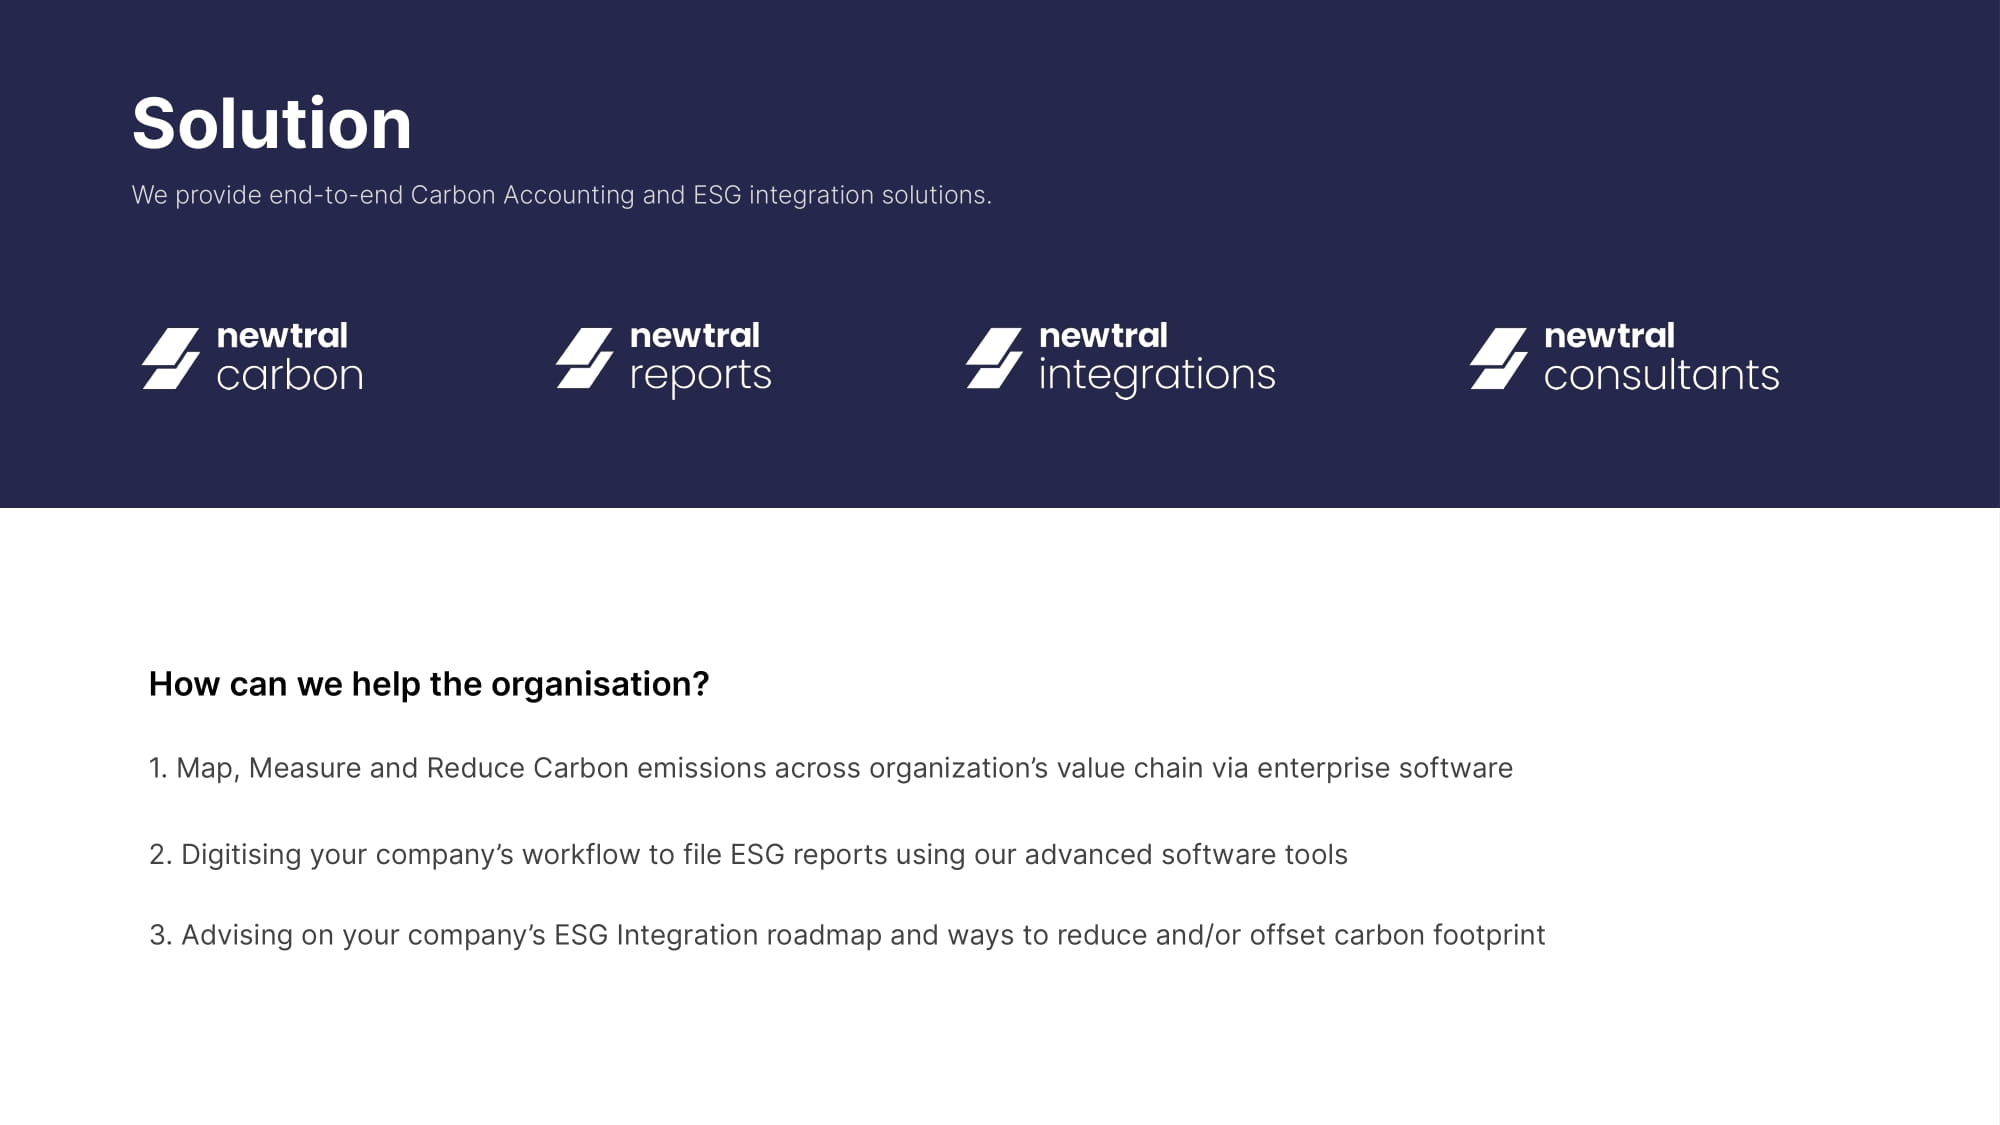 Solution
We provide end-to-end Carbon Accounting and ESG integration solutions.
newtral
carbon
newtral
reports
newtral
integrations
newtral
consultants
How can we help the organisation?
1. Map, Measure and Reduce Carbon emissions across organization’s value chain via enterprise software
2. Digitising your company’s workflow to file ESG reports using our advanced software tools
3. Advising on your company’s ESG Integration roadmap and ways to reduce and/or offset carbon footprint